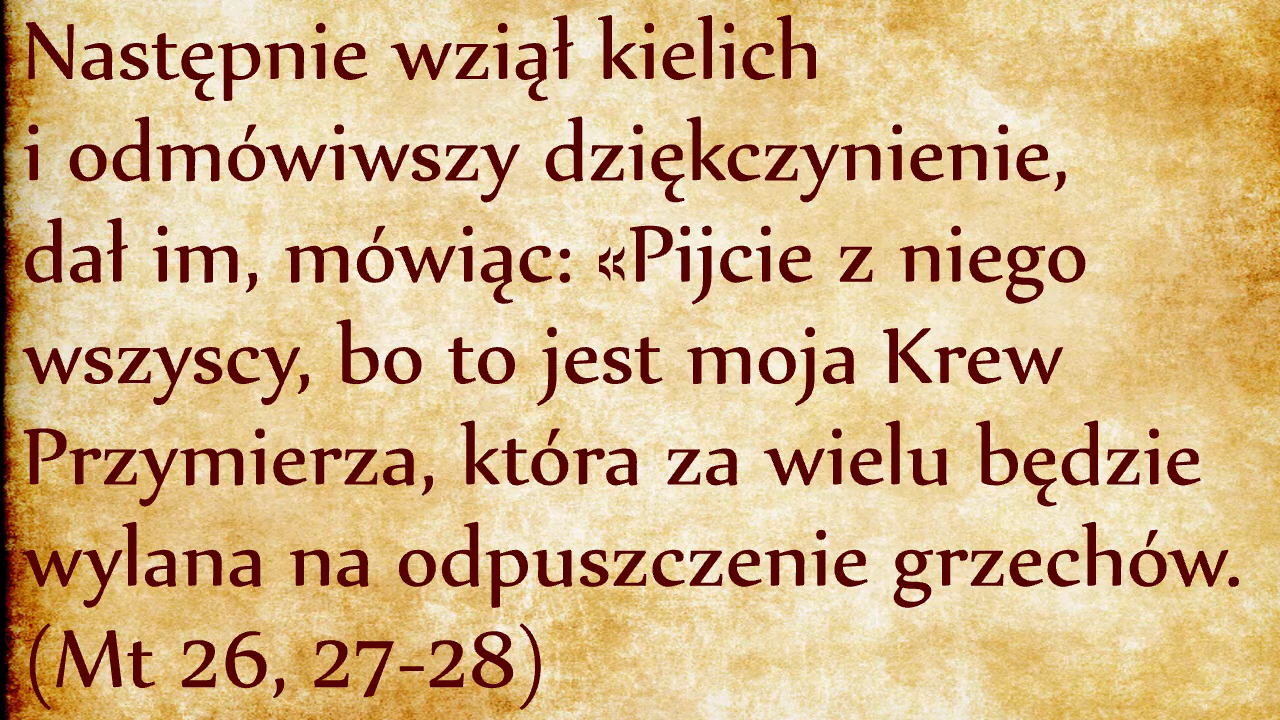 Następnie wziął kielich
i odmówiwszy dziękczynienie,
dał im, mówiąc: «Pijcie z niego
wszyscy, bo to jest moja Krew
Przymierza, która za wielu będzie
wylana na odpuszczenie grzechów.
(Mt 26, 27-28)